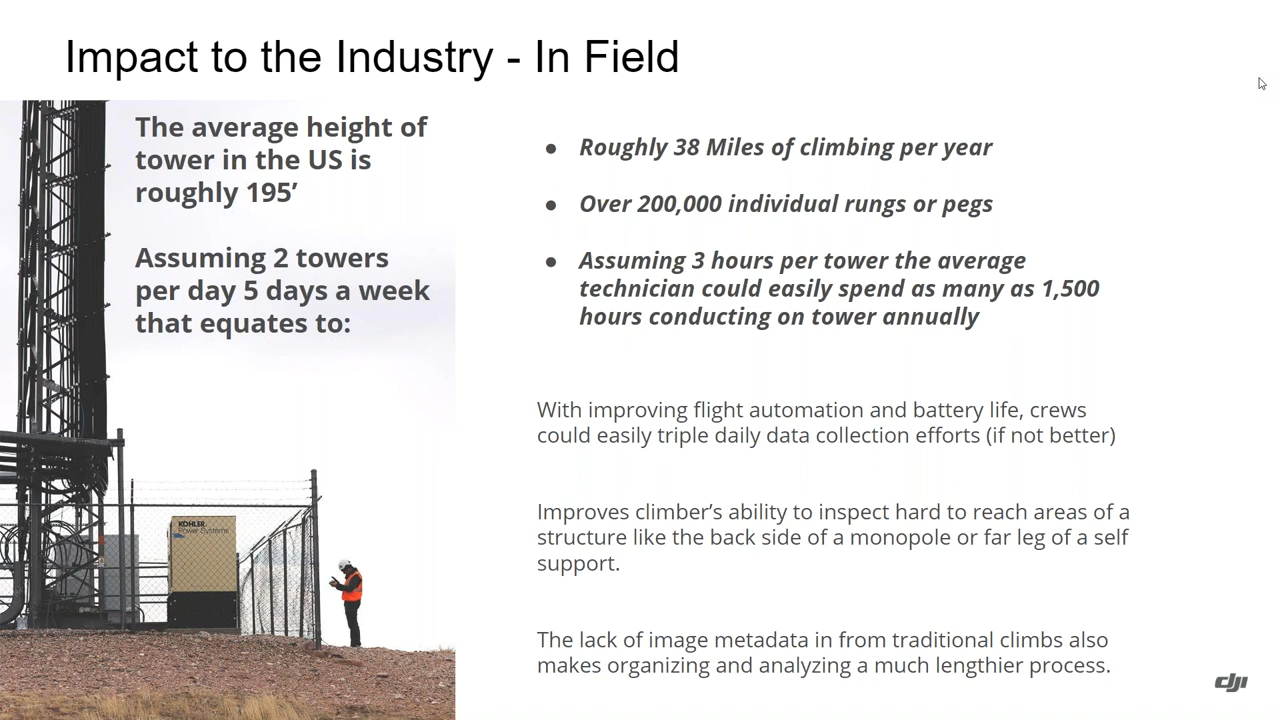 Impact to the Industry - In Field
The average height of
tower in the US is
roughly 195’
Assuming 2 towers
per day 5 days a week
that equates to:
● Roughly 38 Miles of climbing per year
● Over 200,000 individual rungs or pegs
● Assuming 3 hours per tower the average
technician could easily spend as many as 1,500
hours conducting on tower annually
With improving flight automation and battery life, crews
could easily triple daily data collection efforts (if not better)
Improves climber’s ability to inspect hard to reach areas of a
structure like the back side of a monopole or far leg of a self
support.
The lack of image metadata in from traditional climbs also
makes organizing and analyzing a much lengthier process.
KOHLER
Power Systems
dji